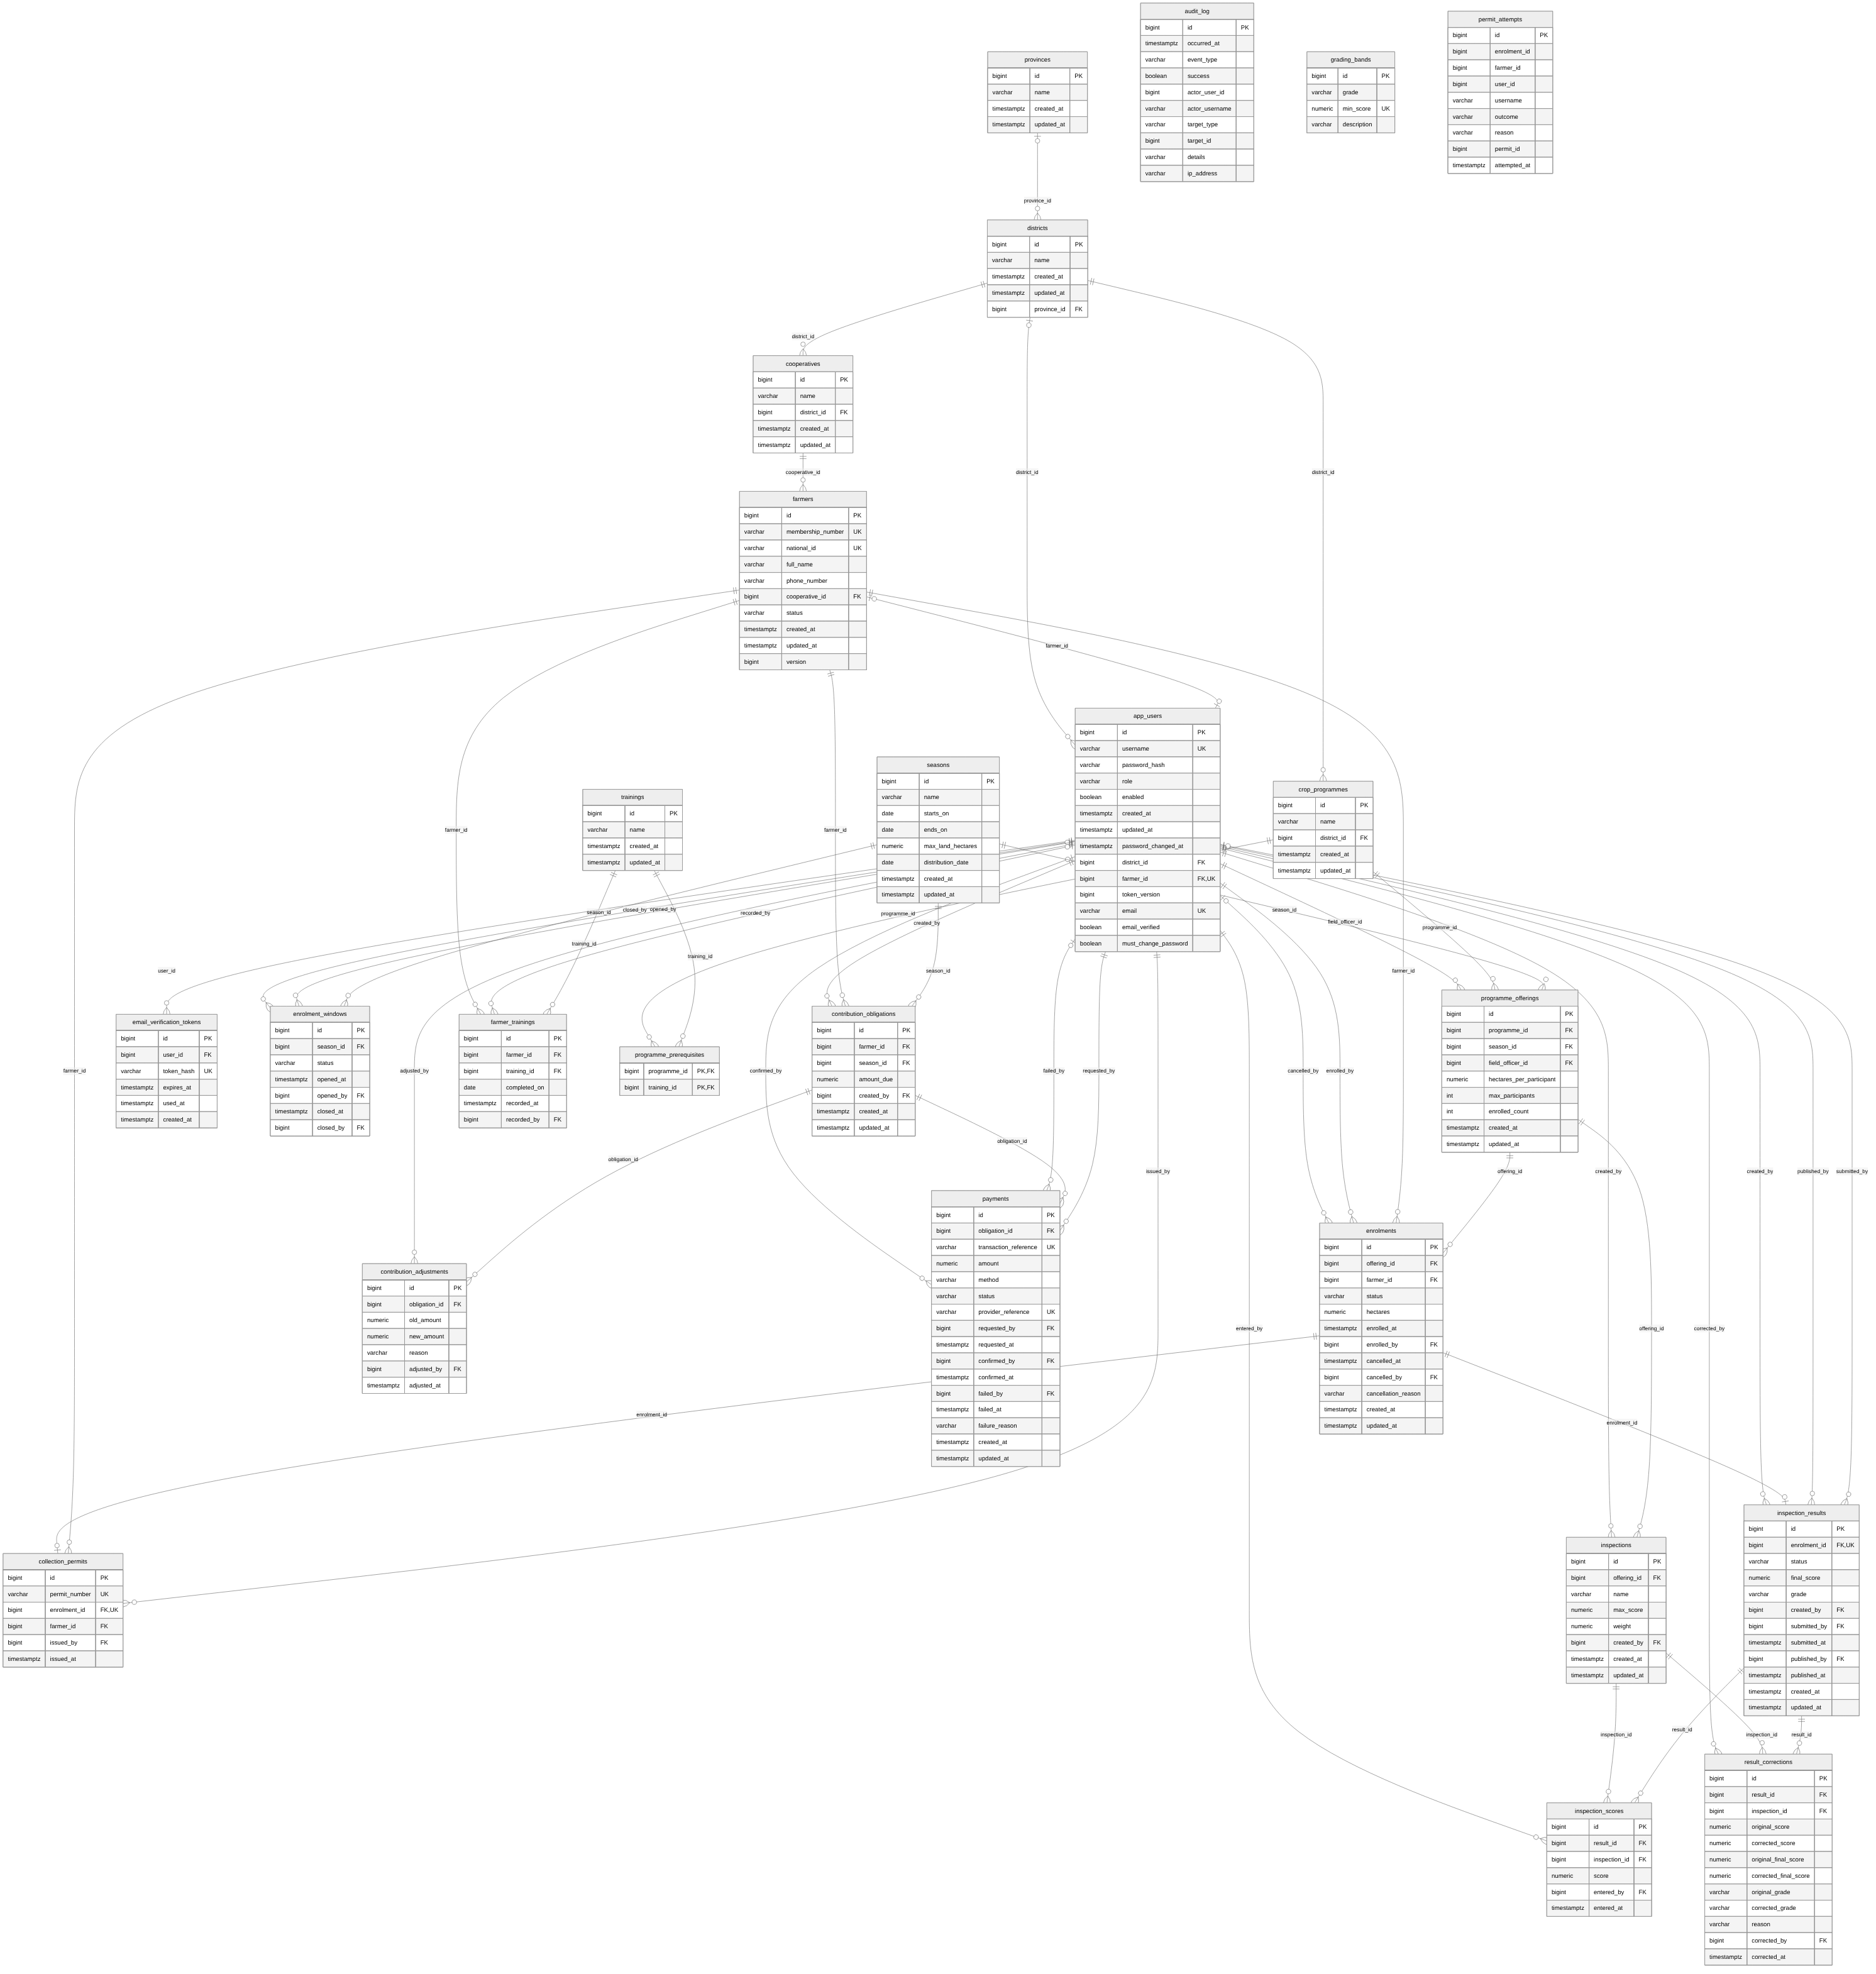 audit_log
bigint id PK
timestamptz occurred_at
varchar event_type
boolean success
bigint actor_user_id
varchar actor_username
varchar target_type
bigint target_id
varchar details
varchar ip_address
permit_attempts
bigint id PK
bigint enrolment_id
bigint farmer_id
bigint user_id
varchar username
varchar outcome
varchar reason
bigint permit_id
timestamptz attempted_at
provinces
bigint id PK
varchar name
timestamptz created_at
timestamptz updated_at
grading_bands
bigint id PK
varchar grade
numeric min_score UK
varchar description
province_id
districts
bigint id PK
varchar name
timestamptz created_at
timestamptz updated_at
bigint province_id FK
district_id
cooperatives
bigint id PK
varchar name
bigint district_id FK
timestamptz created_at
timestamptz updated_at
cooperative_id
district_id
district_id
farmers
bigint id PK
varchar membership_number UK
varchar national_id UK
varchar full_name
varchar phone_number
bigint cooperative_id FK
varchar status
timestamptz created_at
timestamptz updated_at
bigint version
farmer_id
app_users
bigint id PK
varchar username UK
varchar password_hash
varchar role
boolean enabled
timestamptz created_at
timestamptz updated_at
timestamptz password_changed_at
bigint district_id FK
bigint farmer_id FK,UK
bigint token_version
varchar email UK
boolean email_verified
boolean must_change_password
seasons
bigint id PK
varchar name
date starts_on
date ends_on
numeric max_land_hectares
date distribution_date
timestamptz created_at
timestamptz updated_at
crop_programmes
bigint id PK
varchar name
bigint district_id FK
timestamptz created_at
timestamptz updated_at
trainings
bigint id PK
varchar name
timestamptz created_at
timestamptz updated_at
farmer_id
farmer_id
season_id
closed_by
opened_by
recorded_by
programme_id
created_by
season_id
field_officer_id
programme_id
training_id
user_id
training_id
season_id
farmer_id
email_verification_tokens
bigint id PK
bigint user_id FK
varchar token_hash UK
timestamptz expires_at
timestamptz used_at
timestamptz created_at
enrolment_windows
bigint id PK
bigint season_id FK
varchar status
timestamptz opened_at
bigint opened_by FK
timestamptz closed_at
bigint closed_by FK
farmer_trainings
bigint id PK
bigint farmer_id FK
bigint training_id FK
date completed_on
timestamptz recorded_at
bigint recorded_by FK
programme_prerequisites
bigint programme_id PK,FK
bigint training_id PK,FK
contribution_obligations
bigint id PK
bigint farmer_id FK
bigint season_id FK
numeric amount_due
bigint created_by FK
timestamptz created_at
timestamptz updated_at
programme_offerings
bigint id PK
bigint programme_id FK
bigint season_id FK
bigint field_officer_id FK
numeric hectares_per_participant
int max_participants
int enrolled_count
timestamptz created_at
timestamptz updated_at
farmer_id
adjusted_by
confirmed_by
failed_by
requested_by
cancelled_by
enrolled_by
obligation_id
obligation_id
issued_by
offering_id
created_by
created_by
published_by
submitted_by
payments
bigint id PK
bigint obligation_id FK
varchar transaction_reference UK
numeric amount
varchar method
varchar status
varchar provider_reference UK
bigint requested_by FK
timestamptz requested_at
bigint confirmed_by FK
timestamptz confirmed_at
bigint failed_by FK
timestamptz failed_at
varchar failure_reason
timestamptz created_at
timestamptz updated_at
enrolments
bigint id PK
bigint offering_id FK
bigint farmer_id FK
varchar status
numeric hectares
timestamptz enrolled_at
bigint enrolled_by FK
timestamptz cancelled_at
bigint cancelled_by FK
varchar cancellation_reason
timestamptz created_at
timestamptz updated_at
contribution_adjustments
bigint id PK
bigint obligation_id FK
numeric old_amount
numeric new_amount
varchar reason
bigint adjusted_by FK
timestamptz adjusted_at
entered_by
offering_id
corrected_by
enrolment_id
enrolment_id
collection_permits
bigint id PK
varchar permit_number UK
bigint enrolment_id FK,UK
bigint farmer_id FK
bigint issued_by FK
timestamptz issued_at
inspections
bigint id PK
bigint offering_id FK
varchar name
numeric max_score
numeric weight
bigint created_by FK
timestamptz created_at
timestamptz updated_at
inspection_results
bigint id PK
bigint enrolment_id FK,UK
varchar status
numeric final_score
varchar grade
bigint created_by FK
bigint submitted_by FK
timestamptz submitted_at
bigint published_by FK
timestamptz published_at
timestamptz created_at
timestamptz updated_at
inspection_id
result_id
inspection_id
result_id
inspection_scores
bigint id PK
bigint result_id FK
bigint inspection_id FK
numeric score
bigint entered_by FK
timestamptz entered_at
result_corrections
bigint id PK
bigint result_id FK
bigint inspection_id FK
numeric original_score
numeric corrected_score
numeric original_final_score
numeric corrected_final_score
varchar original_grade
varchar corrected_grade
varchar reason
bigint corrected_by FK
timestamptz corrected_at